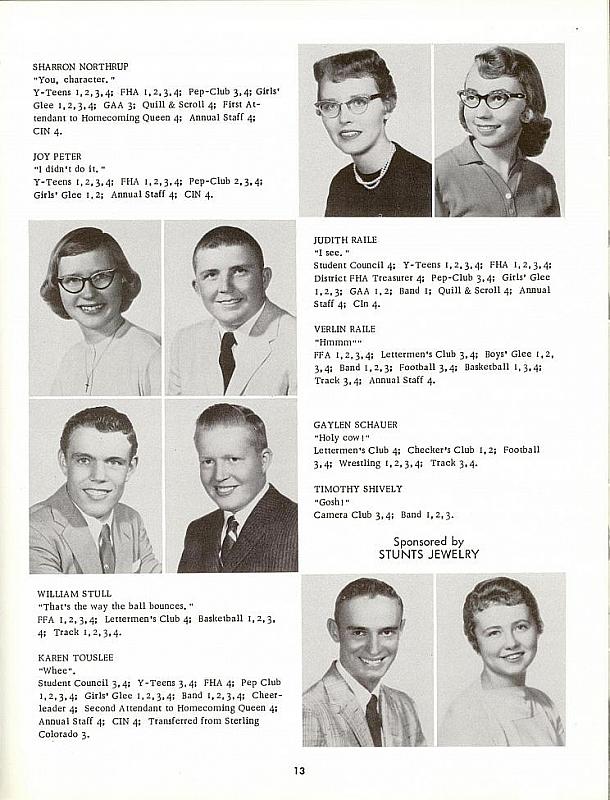 SHARRON NORTHRUP
"You, character."
Y-Teens 1,2,3,4; FHA 1,2,3,4; Pep-Club 3,4; Girls'
Glee 1,2,3,4; GAA 3; Quill & Scroll 4; First At-
tendant to Homecoming Queen 4; Annual Staff 4;
CIN 4.
JOY PETER
"I didn't do it."
Y-Teens 1,2,3,4; FHA 1,2,3,4; Pep-Club 2,3,4;
Girls' Glee 1,2; Annual Staff 4; CIN 4.
JUDITH RAILE
"I see."
Student Council 4; Y-Teens 1,2,3,4; FHA 1,2,3,4;
District FHA Treasurer 4; Pep-Club 3,4; Girls' Glee
1,2,3; GAA 1,2; Band 1; Quill & Scroll 4; Annual
Staff 4; CIn 4.
VERLIN RAILE
"Hmmm""
FFA 1,2,3,4; Lettermen's Club 3,4; Boys' Glee 1,2,
3,4; Band 1,2,3; Football 3,4; Basketball 1,3,4;
Track 3,4; Annual Staff 4.
GAYLEN SCHAUER
"Holy cow!"
Lettermen's Club 4; Checker's Club 1,2; Football
3,4; Wrestling 1,2,3,4; Track 3,4.
TIMOTHY SHIVELY
"Gosh!"
Camera Club 3,4; Band 1,2,3.
Sponsored by
STUNTS JEWELRY
WILLIAM STULL
"That's the way the ball bounces."
FFA 1,2,3,4; Lettermen's Club 4; Basketball 1,2,3,
4; Track 1,2,3,4.
KAREN TOUSLEE
"Whee".
Student Council 3,4; Y-Teens 3,4; FHA 4; Pep Club
1,2,3,4; Girls' Glee 1,2,3,4; Band 1,2,3,4; Cheer-
leader 4; Second Attendant to Homecoming Queen 4;
Annual Staff 4; CIN 4; Transferred from Sterling
Colorado 3.
13